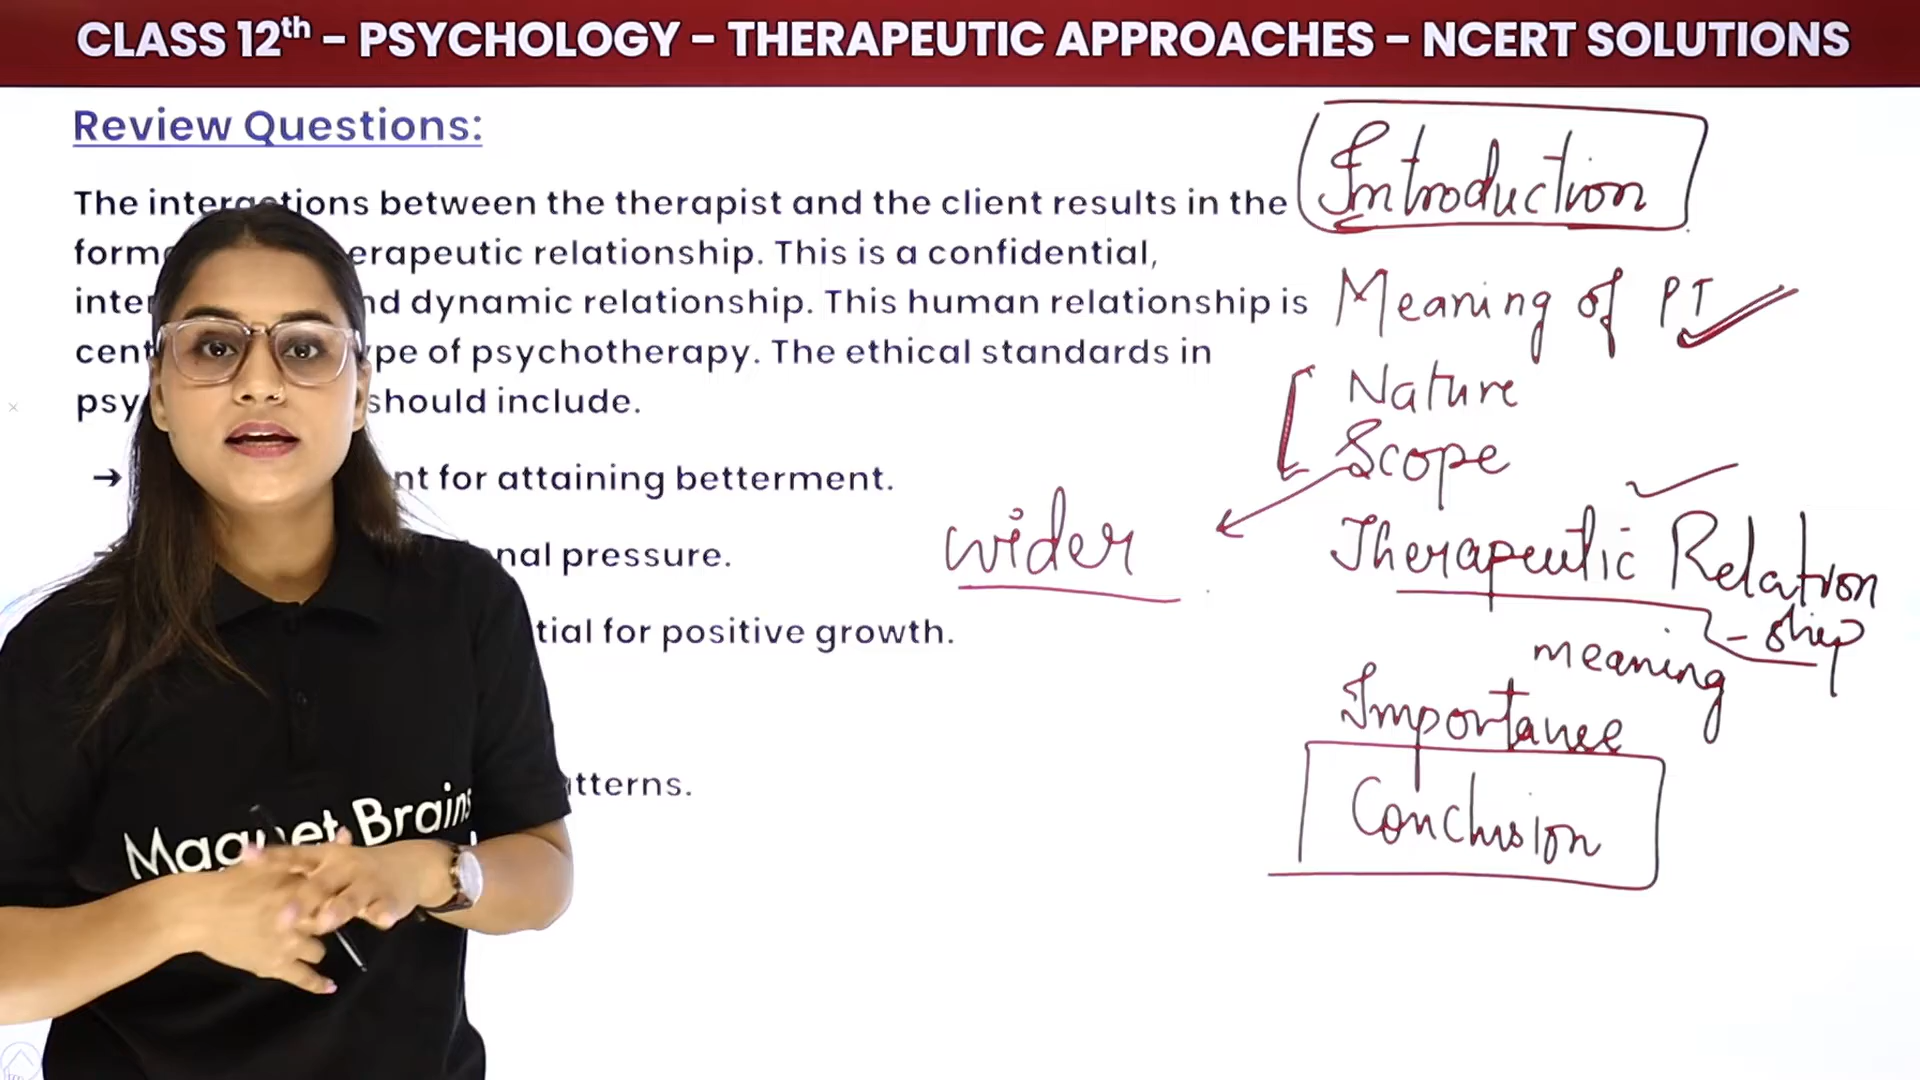 CLASS 12th – PSYCHOLOGY – THERAPEUTIC APPROACHES – NCERT SOLUTIONS
Review Questions:
The interactions between the therapist and the client results in the
erapeutic relationship. This is a confidential,
nd dynamic relationship. This human relationship is
ype of psychotherapy. The ethical standards in
should include.
→ nt for attaining betterment.
nal pressure.
tial for positive growth.
tterns.
Introduction
Meaning of PT
Nature
Scope
wider
Therapeutic Relation
- ship
meaning
Importance
Conclusion
Magnet Brains